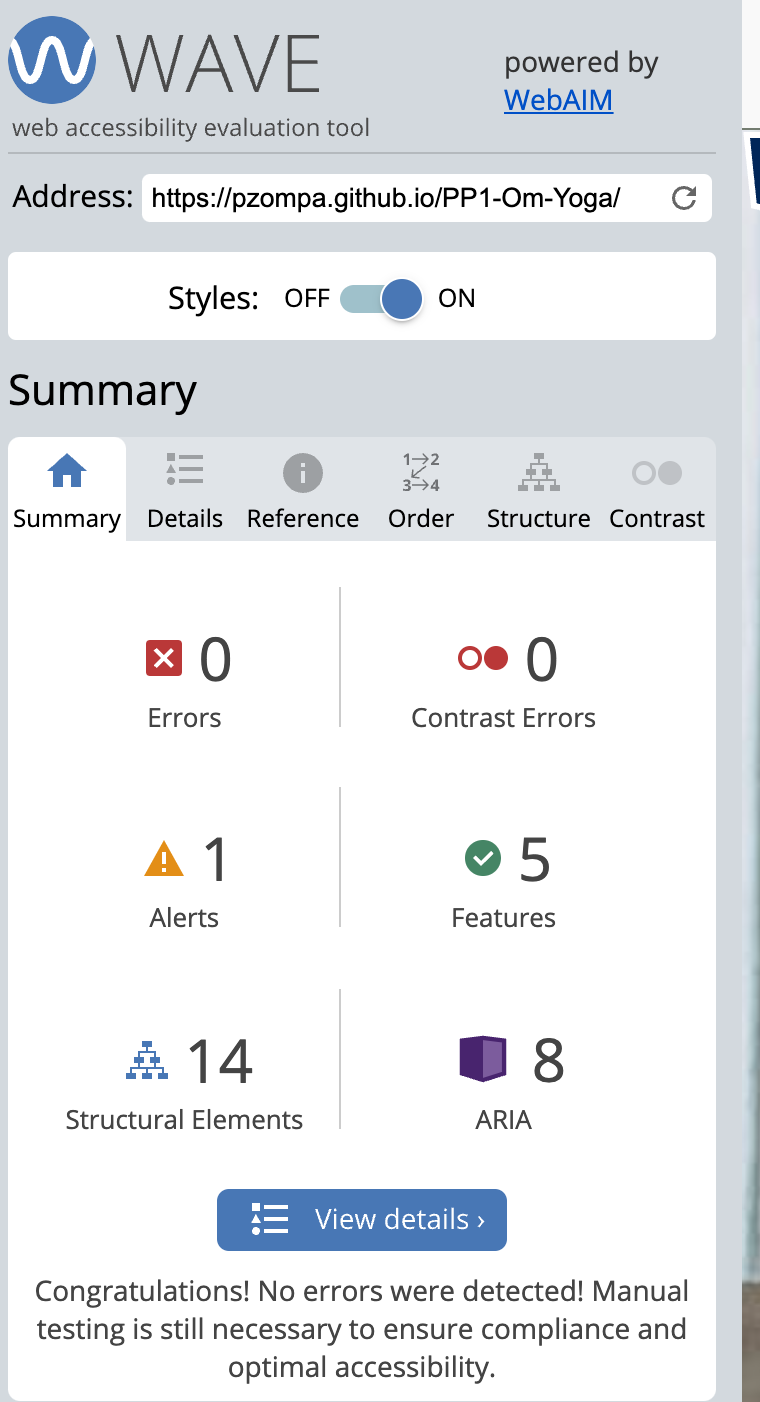 WAVE
web accessibility evaluation tool
powered by
WebAIM
Address: https://pzompa.github.io/PP1-Om-Yoga/
Styles: OFF ON
Summary
1 2
3 4
Summary Details Reference Order Structure Contrast
0 0
Errors Contrast Errors
1 5
Alerts Features
14 8
Structural Elements ARIA
View details ›
Congratulations! No errors were detected! Manual
testing is still necessary to ensure compliance and
optimal accessibility.